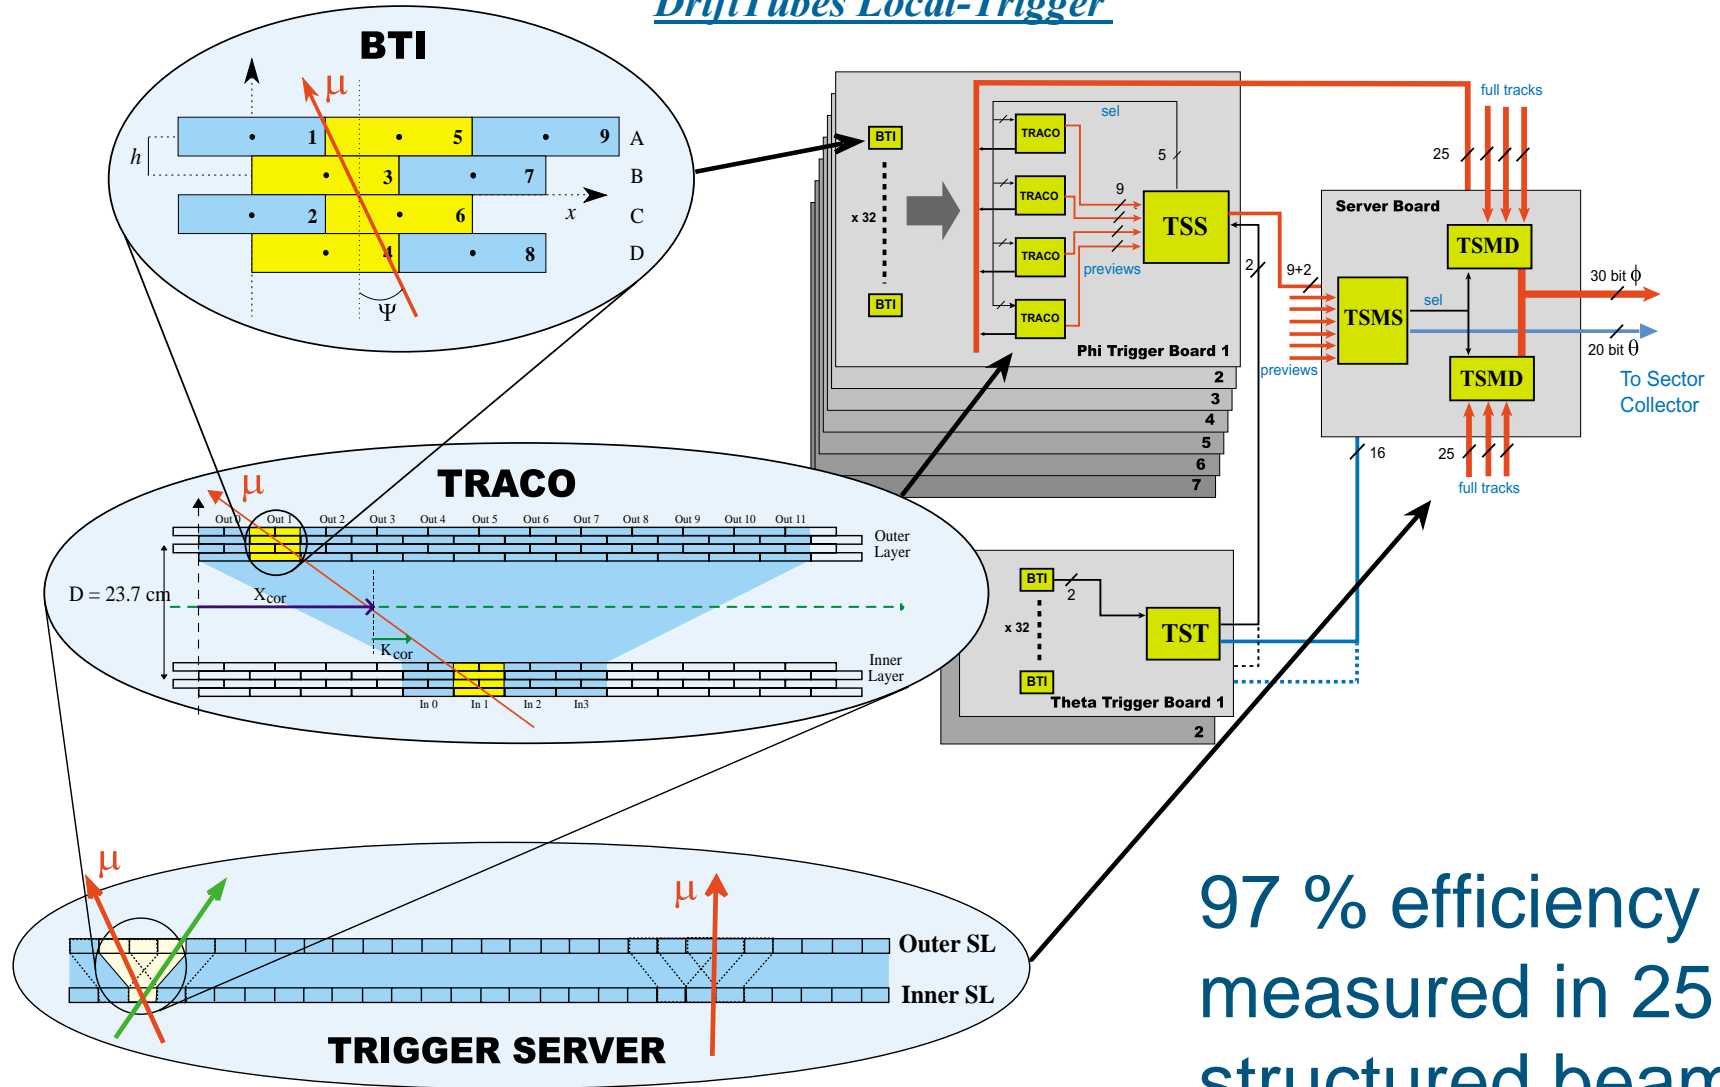 DriftTubes Local-Trigger
BTI
μ
1 5 9 A
h
3 7 B
x
2 6 C
4 8 D
Ψ
BTI
x 32
BTI
sel
TRACO
TRACO
TRACO
TRACO
5
9
TSS
previews
Phi Trigger Board 1
2
3
4
5
6
7
2
9+2
full tracks
25
Server Board
TSMD
TSMS
sel
TSMD
previews
30 bit ϕ
20 bit θ
To Sector
Collector
16
25
full tracks
TRACO
μ
Out 0 Out 1 Out 2 Out 3 Out 4 Out 5 Out 6 Out 7 Out 8 Out 9 Out 10 Out 11
Outer
Layer
D = 23.7 cm
Xcor
Kcor
Inner
Layer
In 0 In 1 In 2 In3
BTI
2
x 32
TST
BTI
Theta Trigger Board 1
2
μ
μ
Outer SL
Inner SL
TRIGGER SERVER
97 % efficiency
measured in 25
structured beam